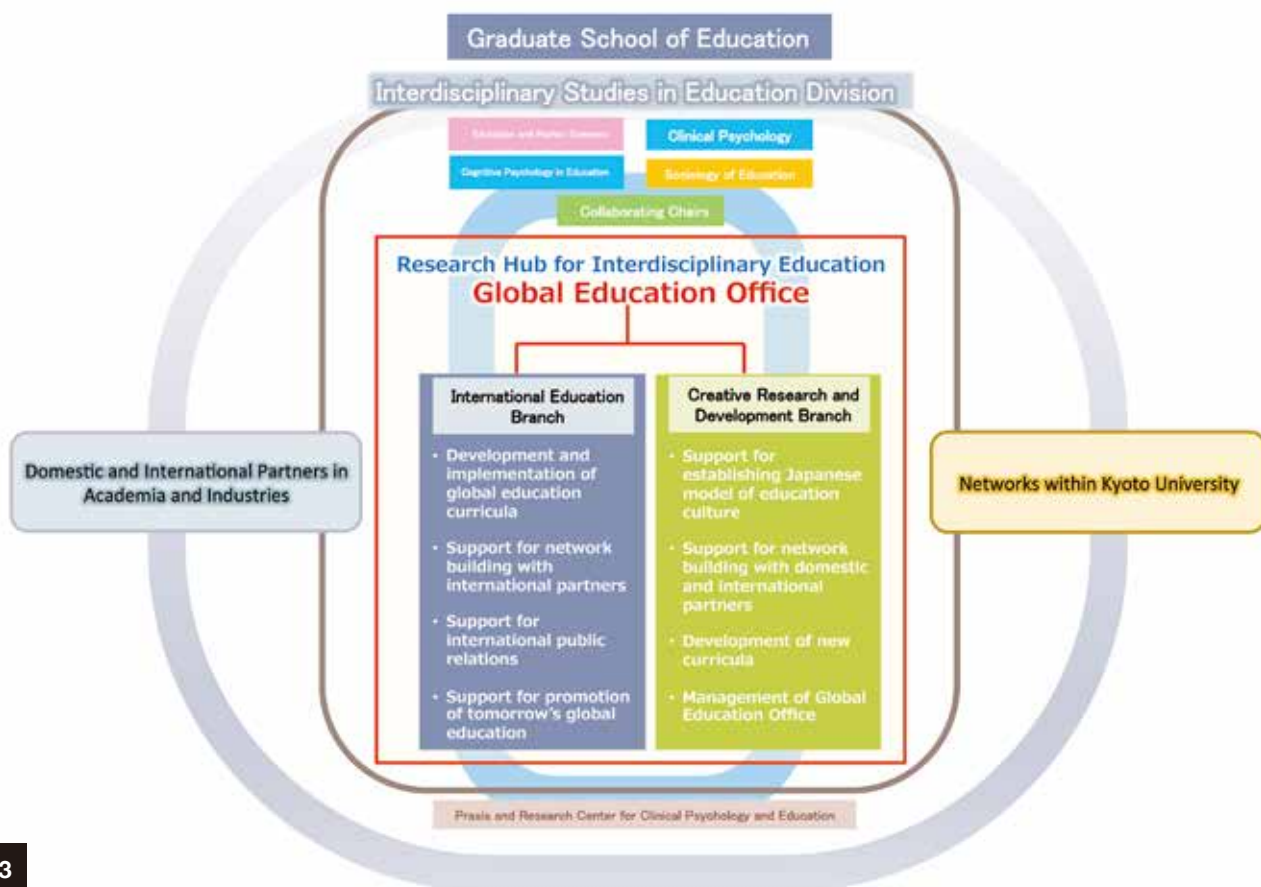 Graduate School of Education
Interdisciplinary Studies in Education Division
Education and Human Sciences
Clinical Psychology
Cognitive Psychology in Education
Sociology of Education
Collaborating Chairs
Research Hub for Interdisciplinary Education
Global Education Office
International Education
Branch
• Development and
implementation of
global education
curricula
• Support for network
building with
international partners
• Support for
international public
relations
• Support for promotion
of tomorrow's global
education
Creative Research and
Development Branch
• Support for
establishing Japanese
model of education
culture
• Support for network
building with domestic
and international
partners
• Development of new
curricula
• Management of Global
Education Office
Domestic and International Partners in
Academia and Industries
Networks within Kyoto University
Praxis and Research Center for Clinical Psychology and Education
3